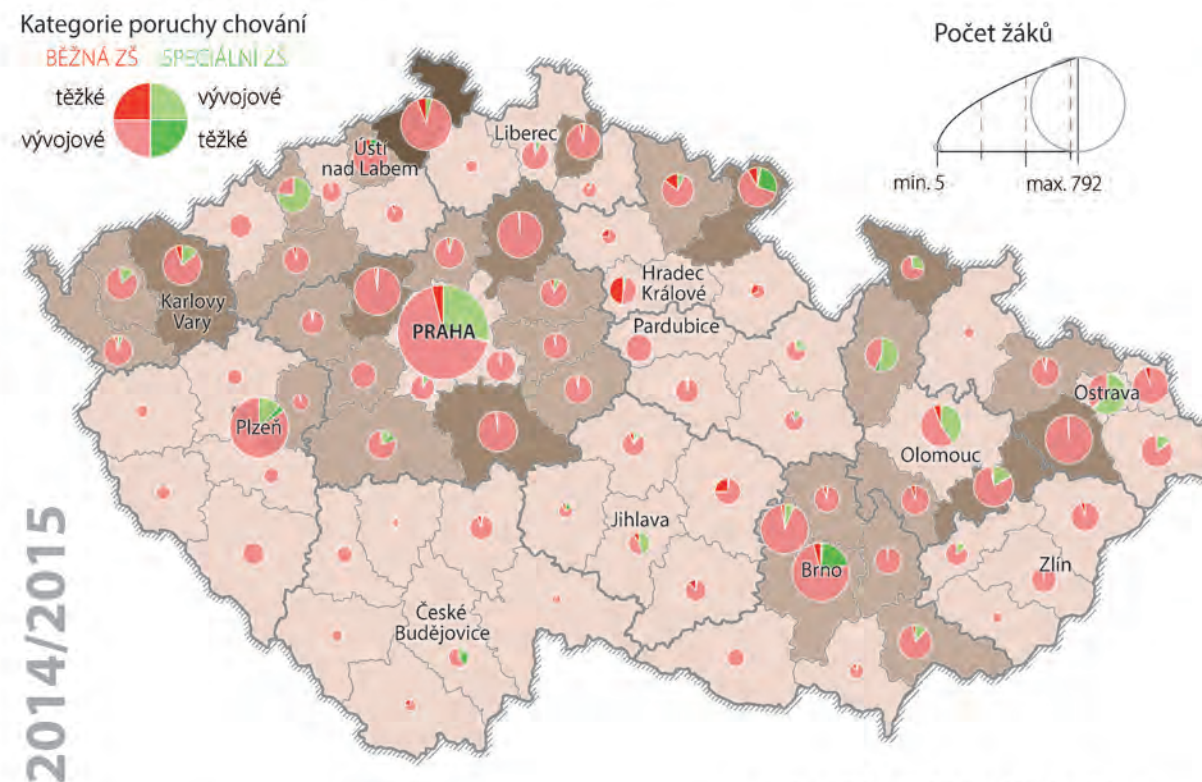 Kategorie poruchy chování
BĚŽNÁ ZŠ SPECIÁLNÍ ZŠ
těžké
vývojové
vývojové
těžké
Počet žáků
min. 5
max. 792
Liberec
Ústí
nad Labem
Karlovy
Vary
Hradec
Králové
PRAHA
Pardubice
Plzeň
Ostrava
Olomouc
Jihlava
Brno
Zlín
České
Budějovice
2014/2015